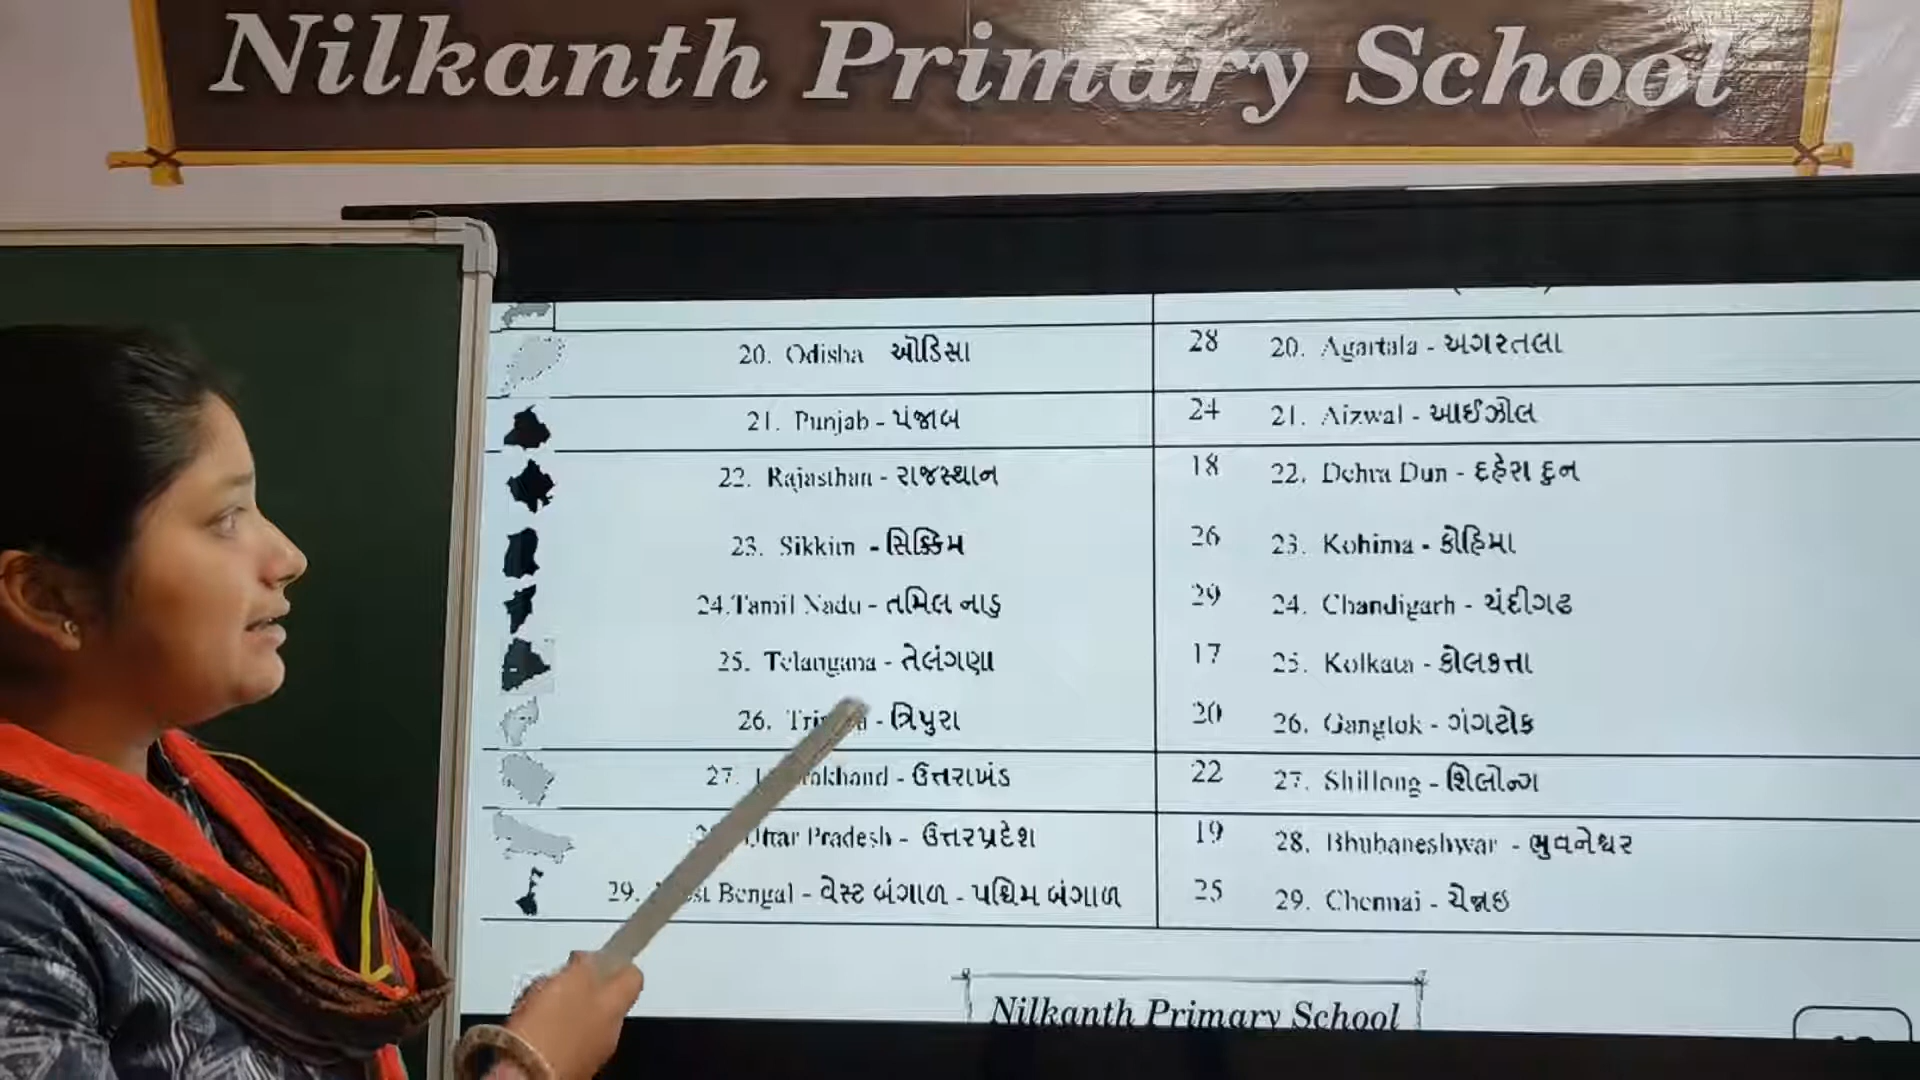 Nilkanth Primary School
20. Odisha ઓડિસા 28 20. Agartala - અગરતલા
21. Punjab - પંજાબ 24 21. Aizwal - આઈઝોલ
22. Rajasthan - રાજસ્થાન 18 22. Dehra Dun - દહેરા દુન
23. Sikkim - સિક્કિમ 26 23. Kohima - કોહિમા
24.Tamil Nadu - તમિલ નાડુ 29 24. Chandigarh - ચંદીગઢ
25. Telangana - તેલંગણા 17 25. Kolkata - કોલકત્તા
26. - ત્રિપુરા 20 26. Gangtok - ગંગટોક
27. - ઉત્તરાખંડ 22 27. Shillong - શિલોન્ગ
Pradesh - ઉત્તરપ્રદેશ 19 28. Bhubaneshwar - ભુવનેશ્વર
29. Bengal - વેસ્ટ બંગાળ - પશ્ચિમ બંગાળ 25 29. Chennai - ચેન્નઇ
Nilkanth Primary School